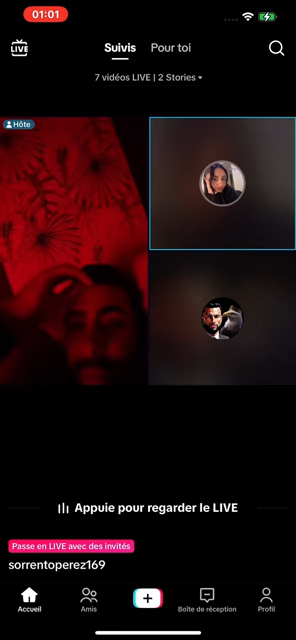 01:01
LIVE
Suivis
Pour toi
7 vidéos LIVE | 2 Stories
Hôte
Appuie pour regarder le LIVE
Passe en LIVE avec des invités
sorrentoperez169
Accueil
Amis
Boîte de réception
Profil